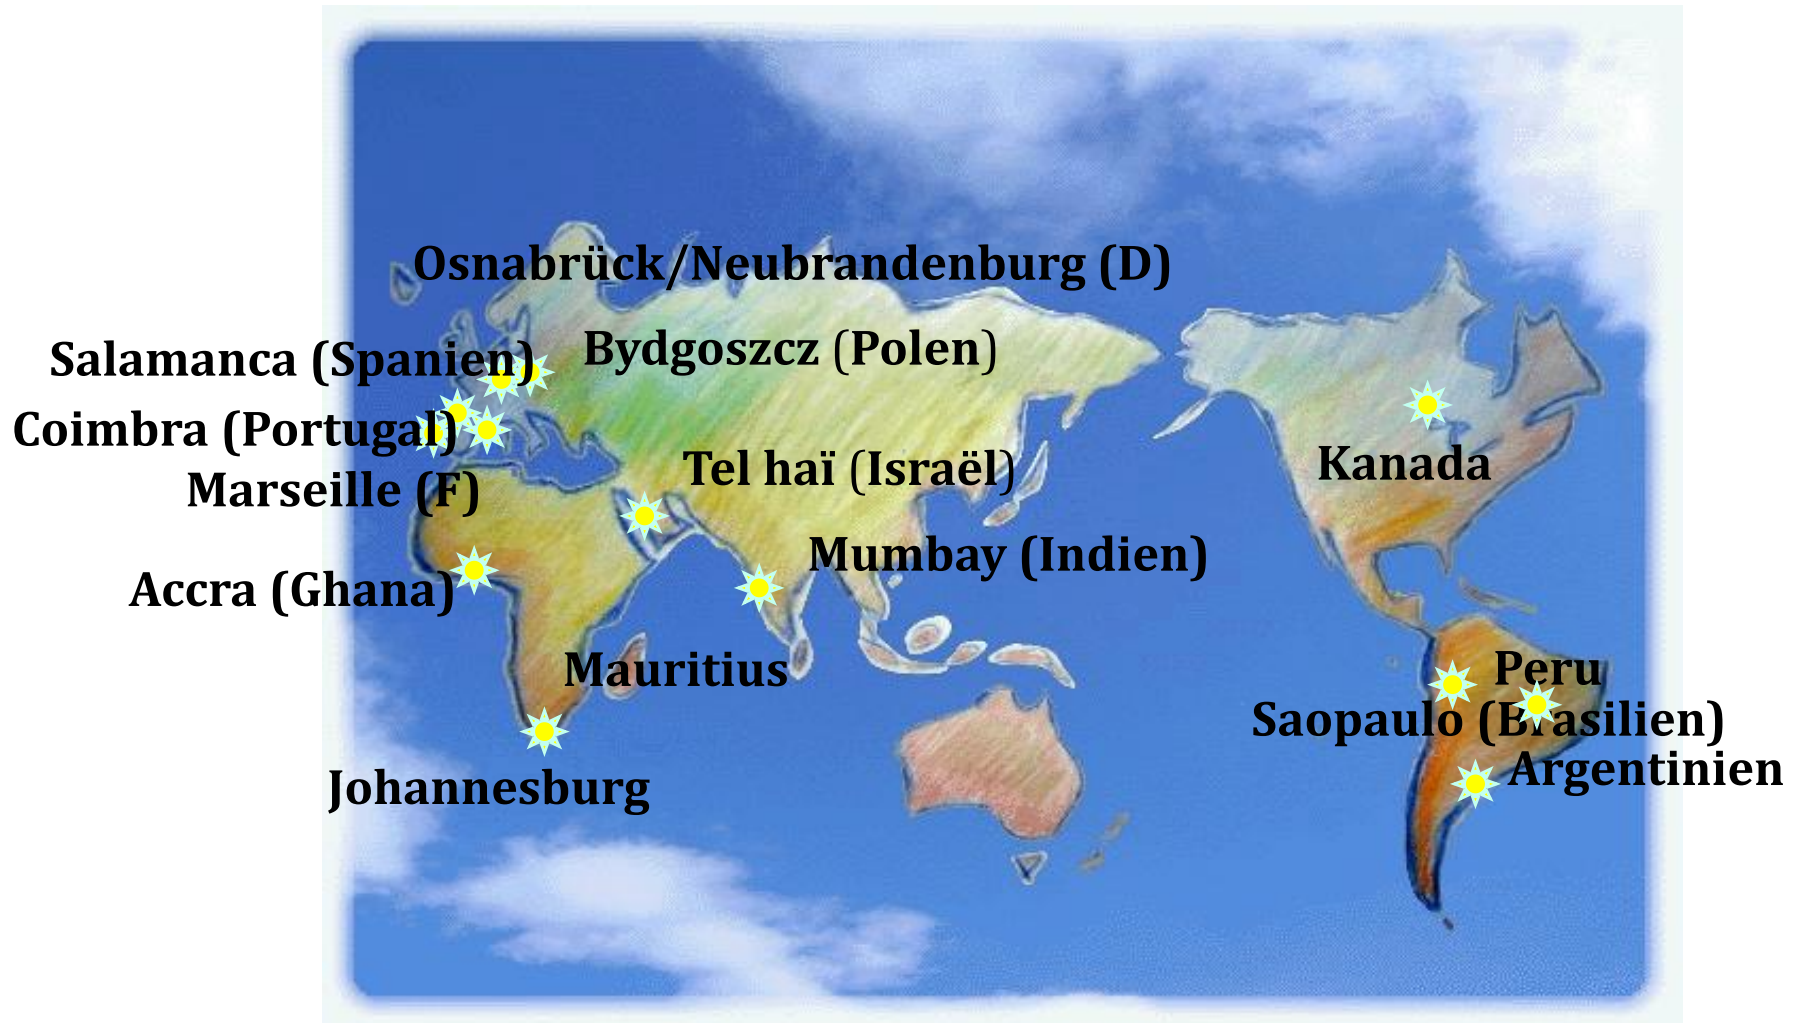 Osnabrück/Neubrandenburg (D)
Bydgoszcz (Polen)
Salamanca (Spanien)
Coimbra (Portugal)
Marseille (F)
Tel haï (Israël)
Kanada
Mumbay (Indien)
Accra (Ghana)
Mauritius
Peru
Saopaulo (Brasilien)
Argentinien
Johannesburg